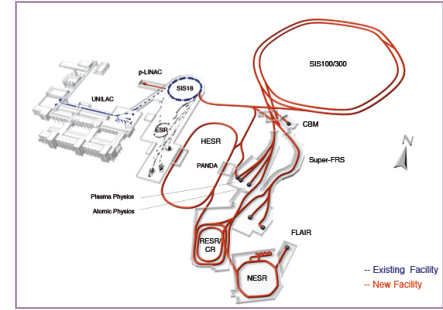 SIS100/300
p-LINAC
SIS18
UNILAC
CBM
ESR
HESR
N
Super-FRS
PANDA
Plasma Physics
Atomic Physics
FLAIR
RESR/
CR
NESR
-- Existing Facility
-- New Facility